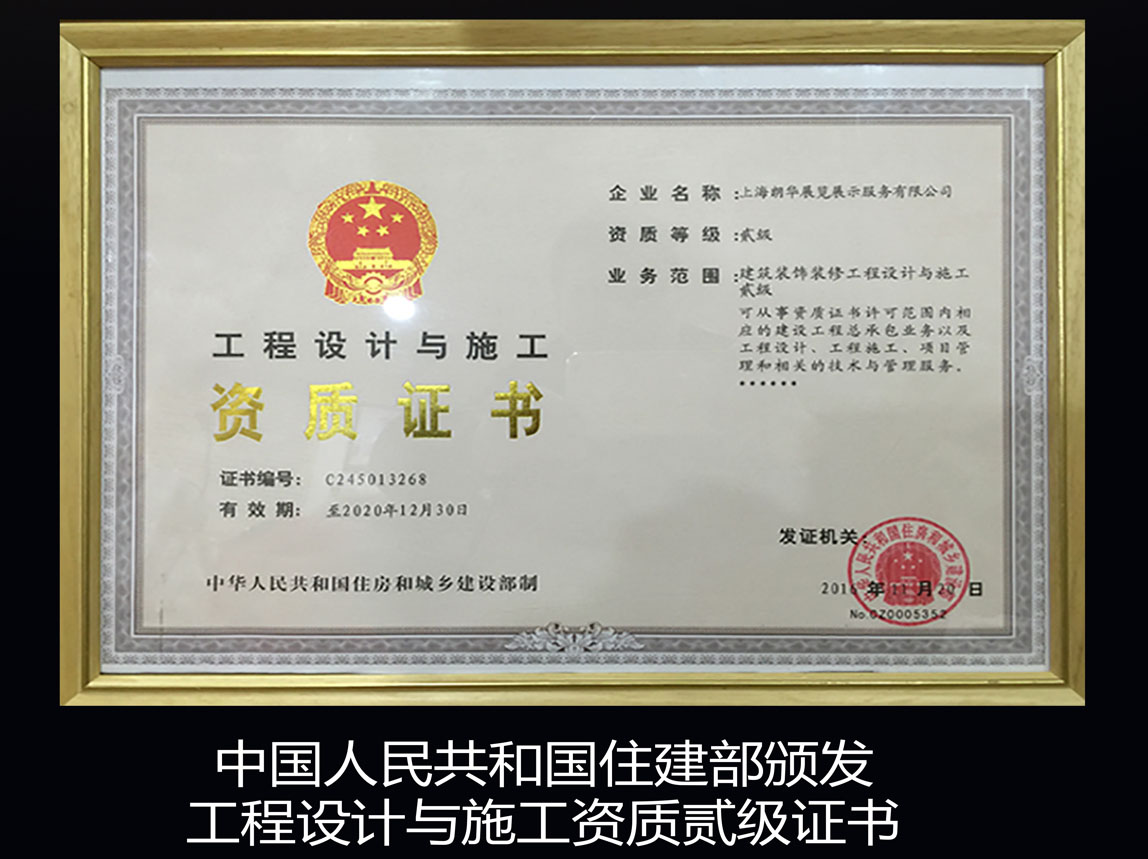 工程设计与施工
资质证书
证书编号: C245013268
有效期: 至2020年12月30日
中华人民共和国住房和城乡建设部制
企业名称:上海朗华展览展示服务有限公司
资质等级:贰级
业务范围:建筑装饰装修工程设计与施工
贰级
可从事资质证书许可范围内相
应的建设工程总承包业务以及
工程设计、工程施工、项目管
理和相关的技术与管理服务。
******
发证机关:
年 月 日
No.CZ0005352
中国人民共和国住建部颁发
工程设计与施工资质贰级证书